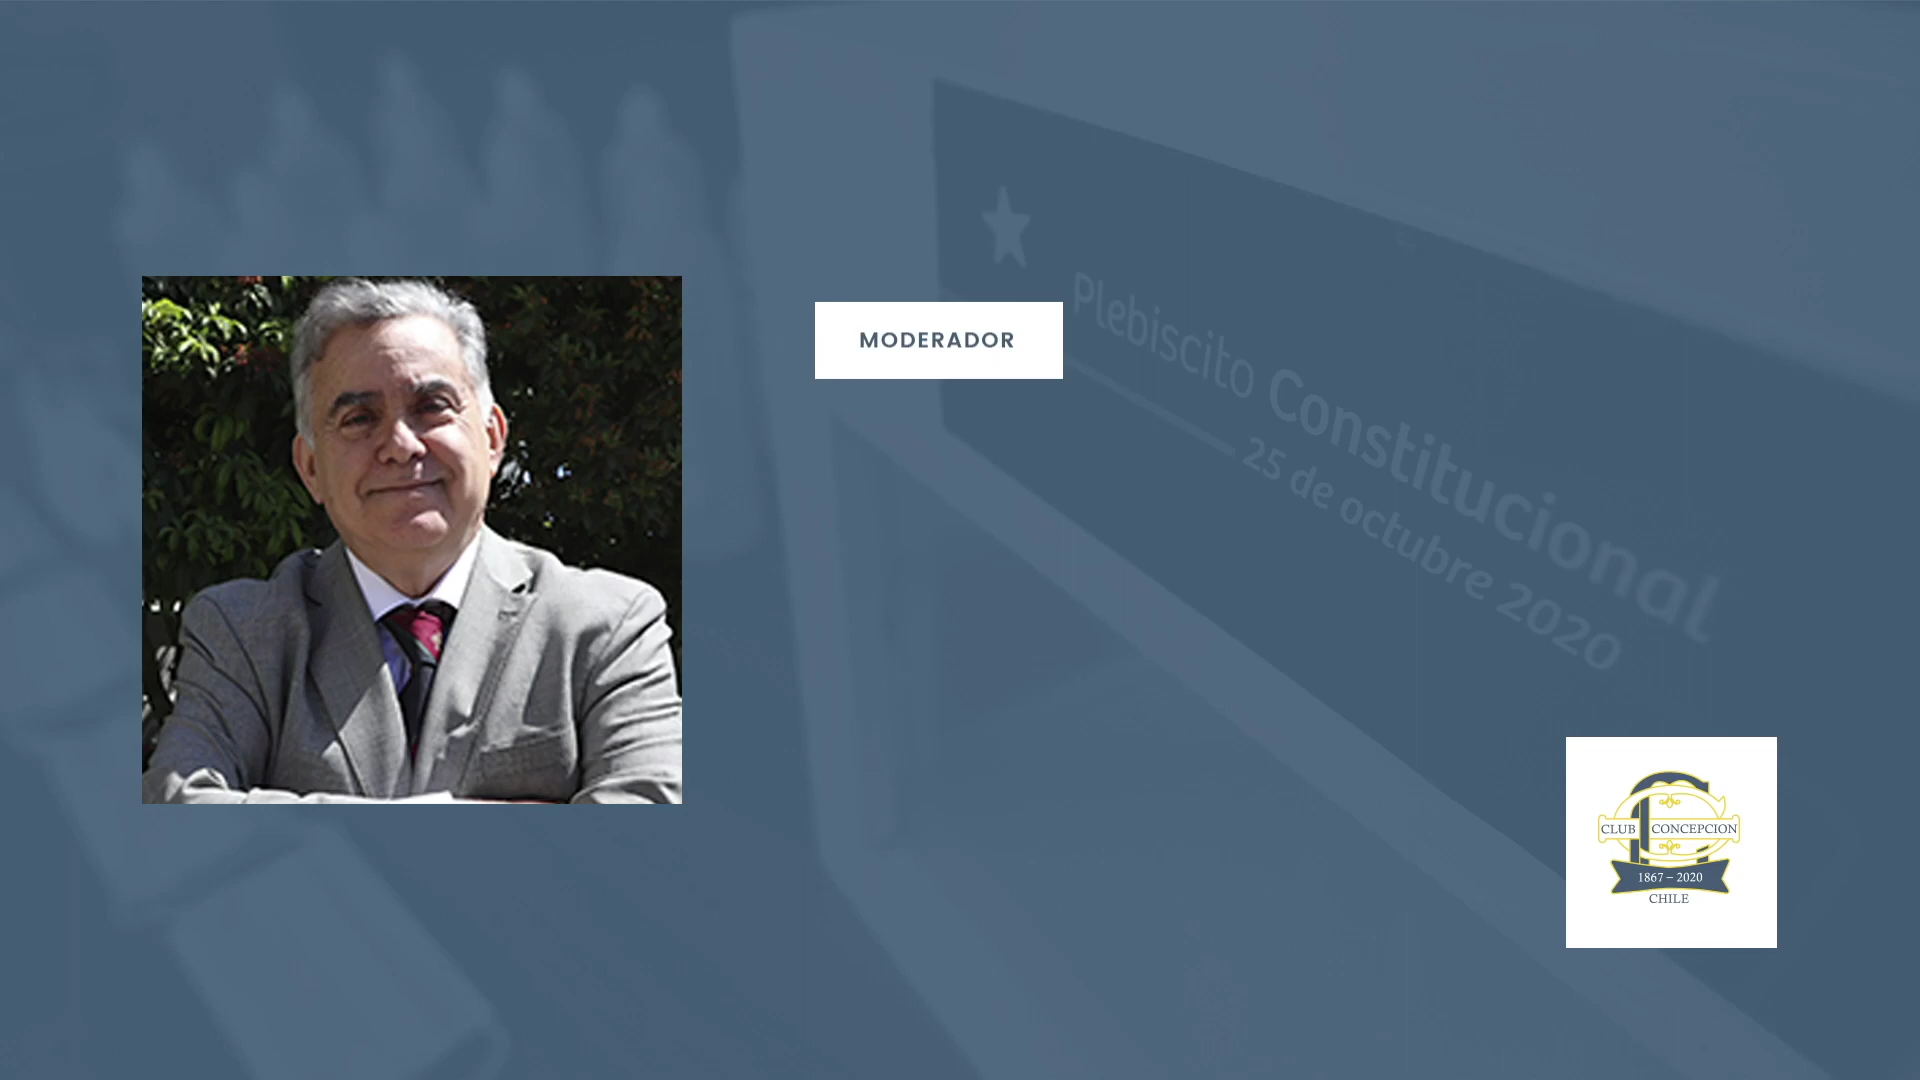 MODERADOR
Plebiscito Constitucional
25 de octubre 2020
CLUB CONCEPCION
1867 – 2020
CHILE